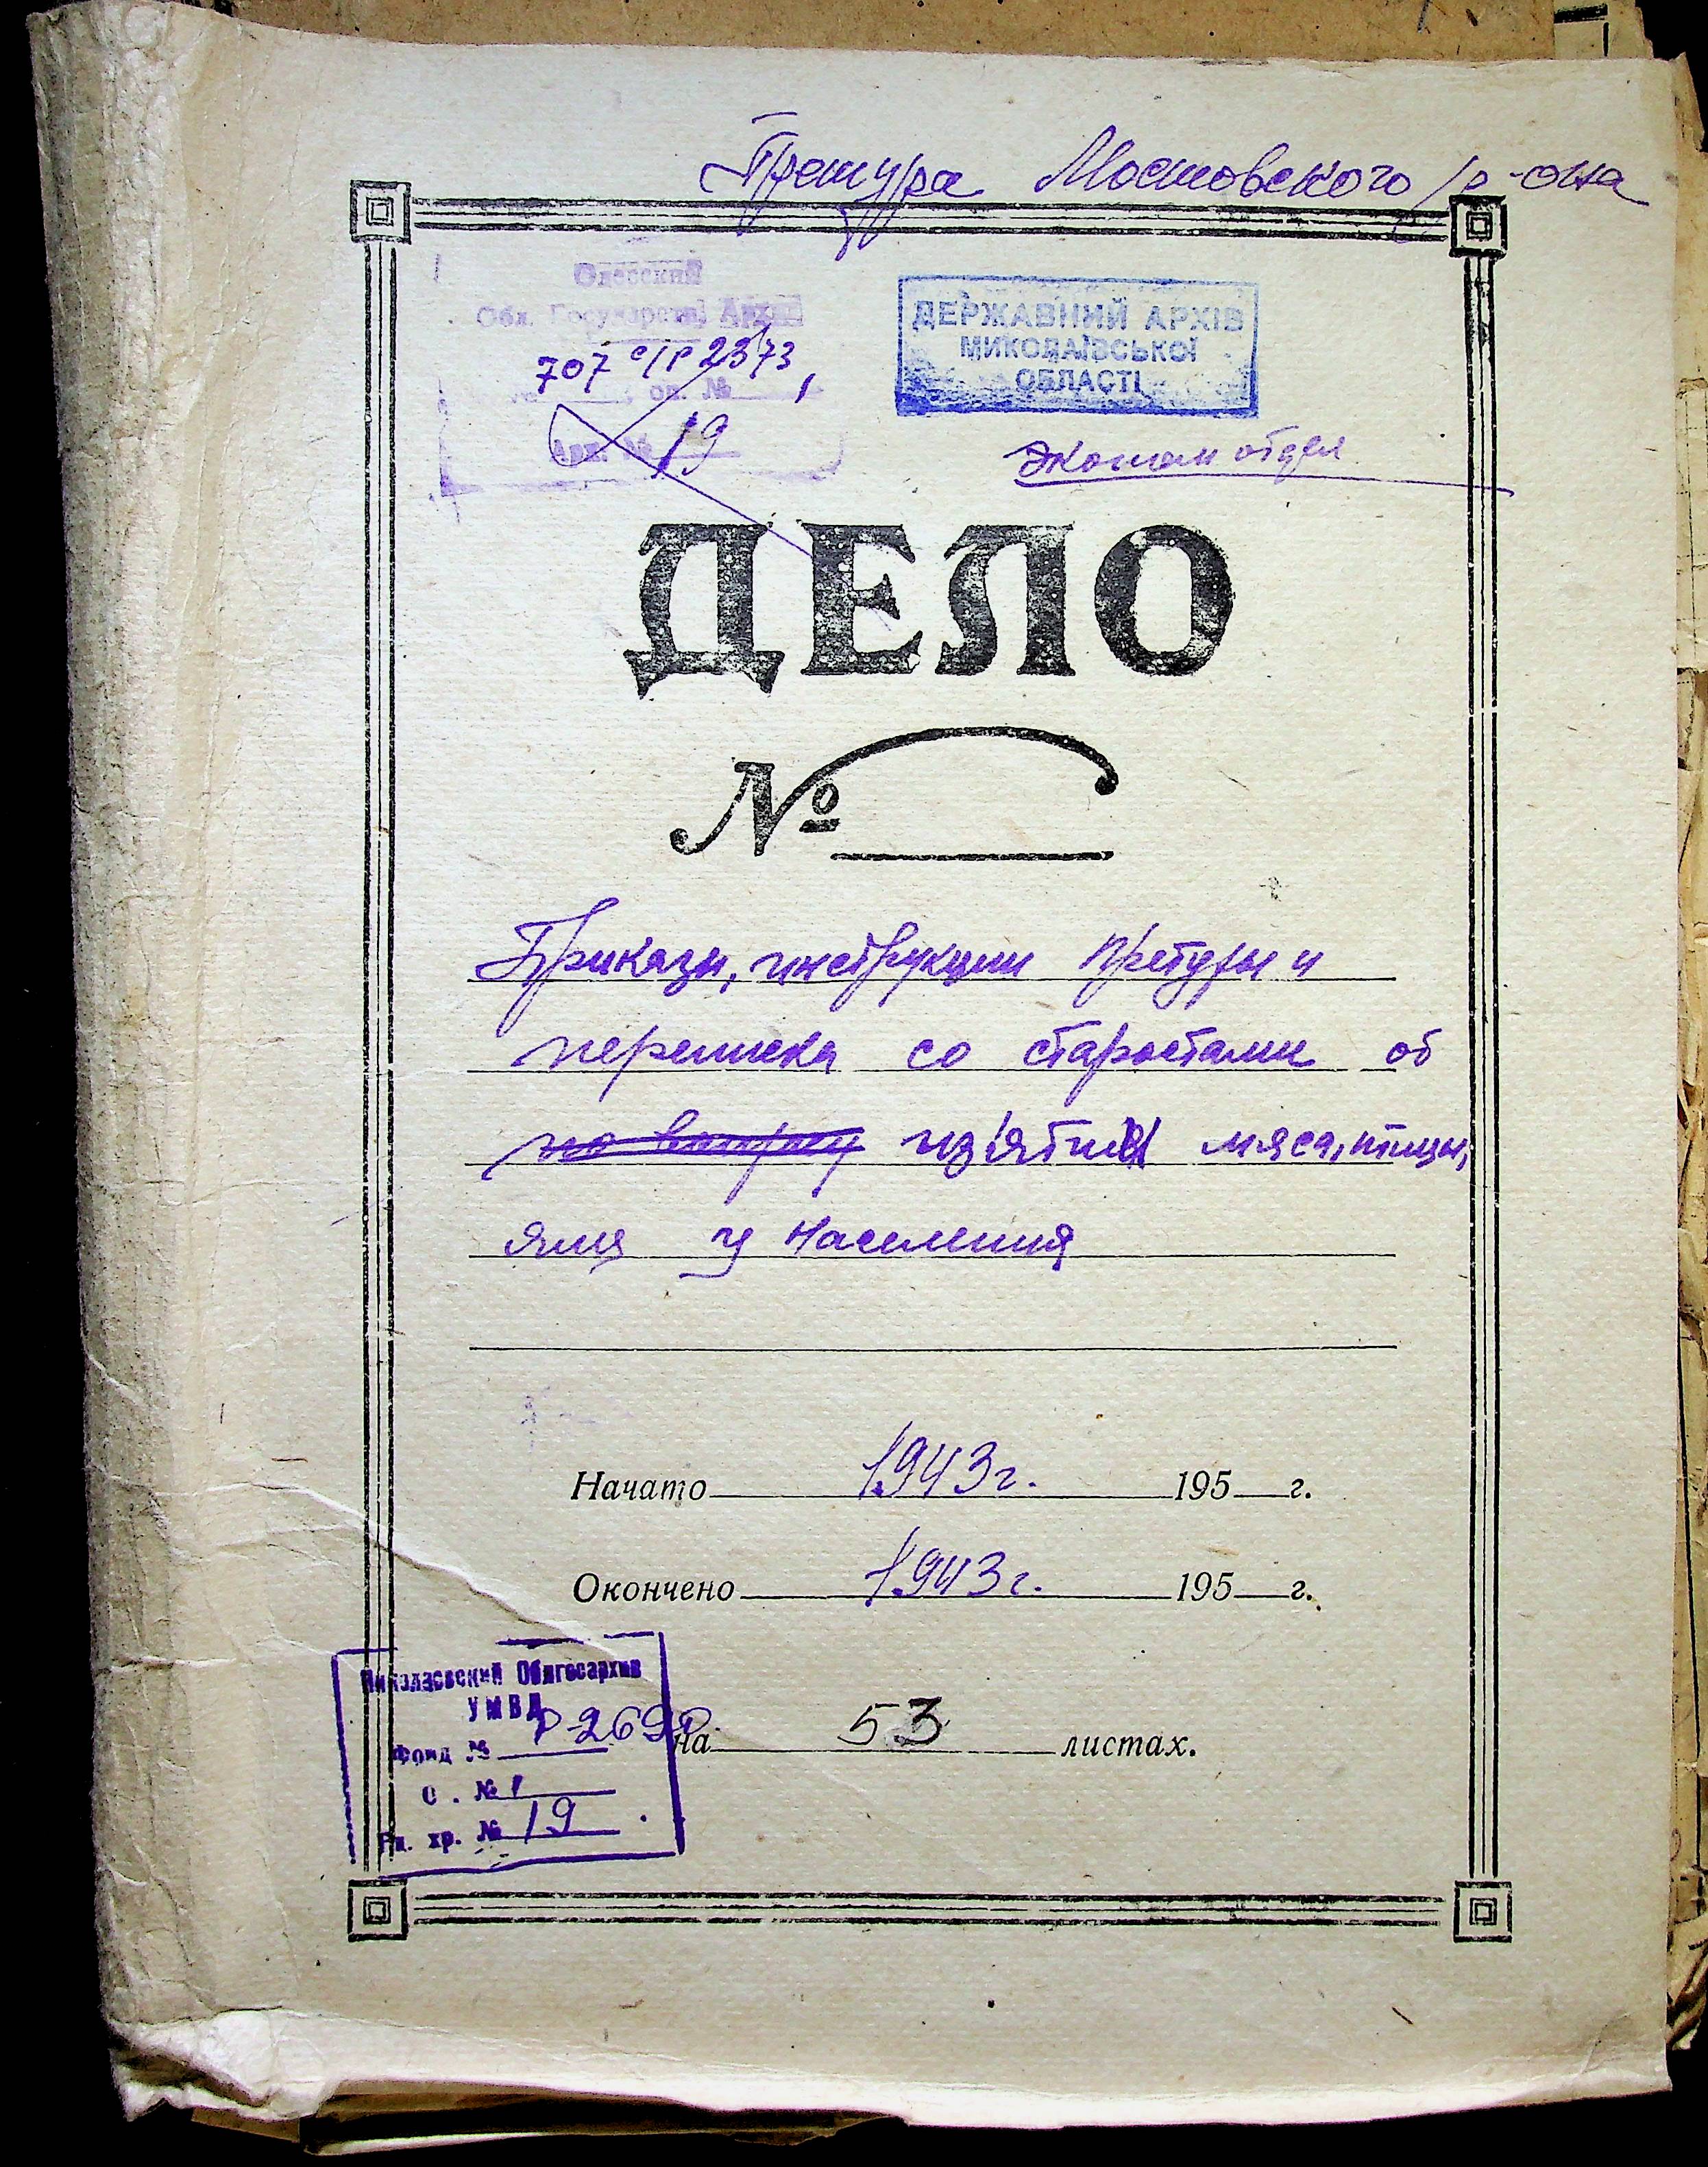 Претура Мостовского р-она
Одесский
Обл. Государств. Архив
707 с/р 2373,
оп. №
Арх. № 19
ДЕРЖАВНИЙ АРХІВ
МИКОЛАЇВСЬКОЇ
ОБЛАСТІ
Эконом отдел
ДЕЛО
№
Приказы, инструкции претуры и
переписка со старостами об
по вопросу изъятия мяса, птицы,
яиц у населения
Начато 1943г. 195 г.
Окончено 1943г. 195 г.
Николаевский Облгосархив
УМВД
Фонд № Р-2690
О . № 1
Ед. хр. № 19
на 53 листах.